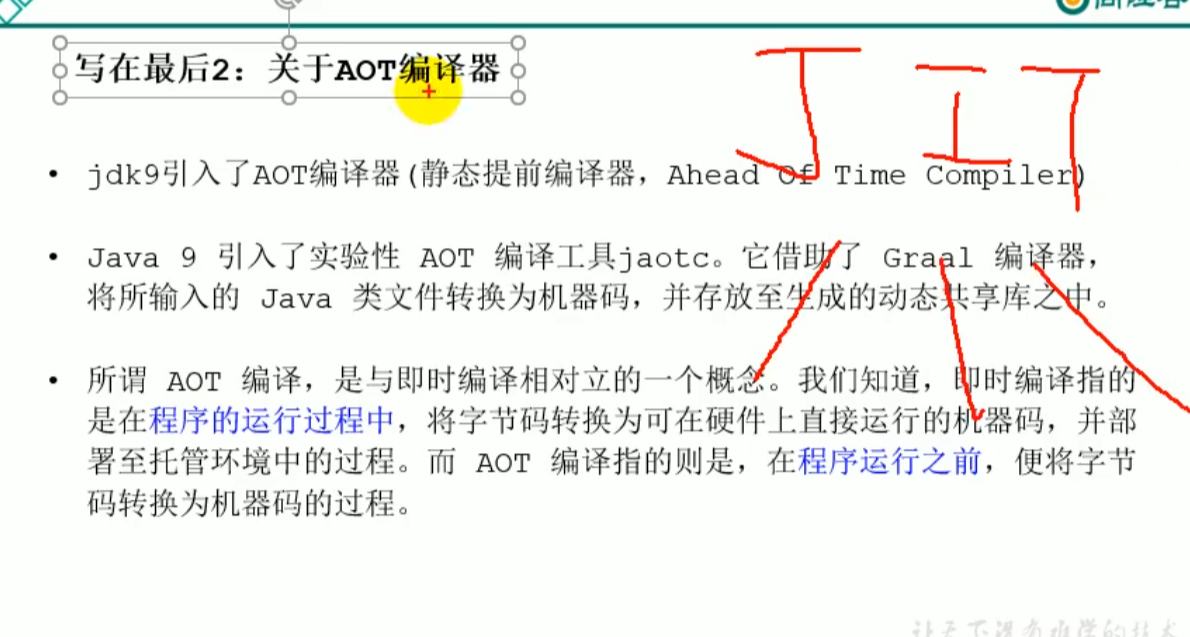 写在最后2：关于AOT编译器
JIT
• jdk9引入了AOT编译器(静态提前编译器，Ahead Of Time Compiler)
• Java 9 引入了实验性 AOT 编译工具jaotc。它借助了 Graal 编译器，
将所输入的 Java 类文件转换为机器码，并存放至生成的动态共享库之中。
• 所谓 AOT 编译，是与即时编译相对立的一个概念。我们知道，即时编译指的
是在程序的运行过程中，将字节码转换为可在硬件上直接运行的机器码，并部
署至托管环境中的过程。而 AOT 编译指的则是，在程序运行之前，便将字节
码转换为机器码的过程。
让天下没有难学的技术